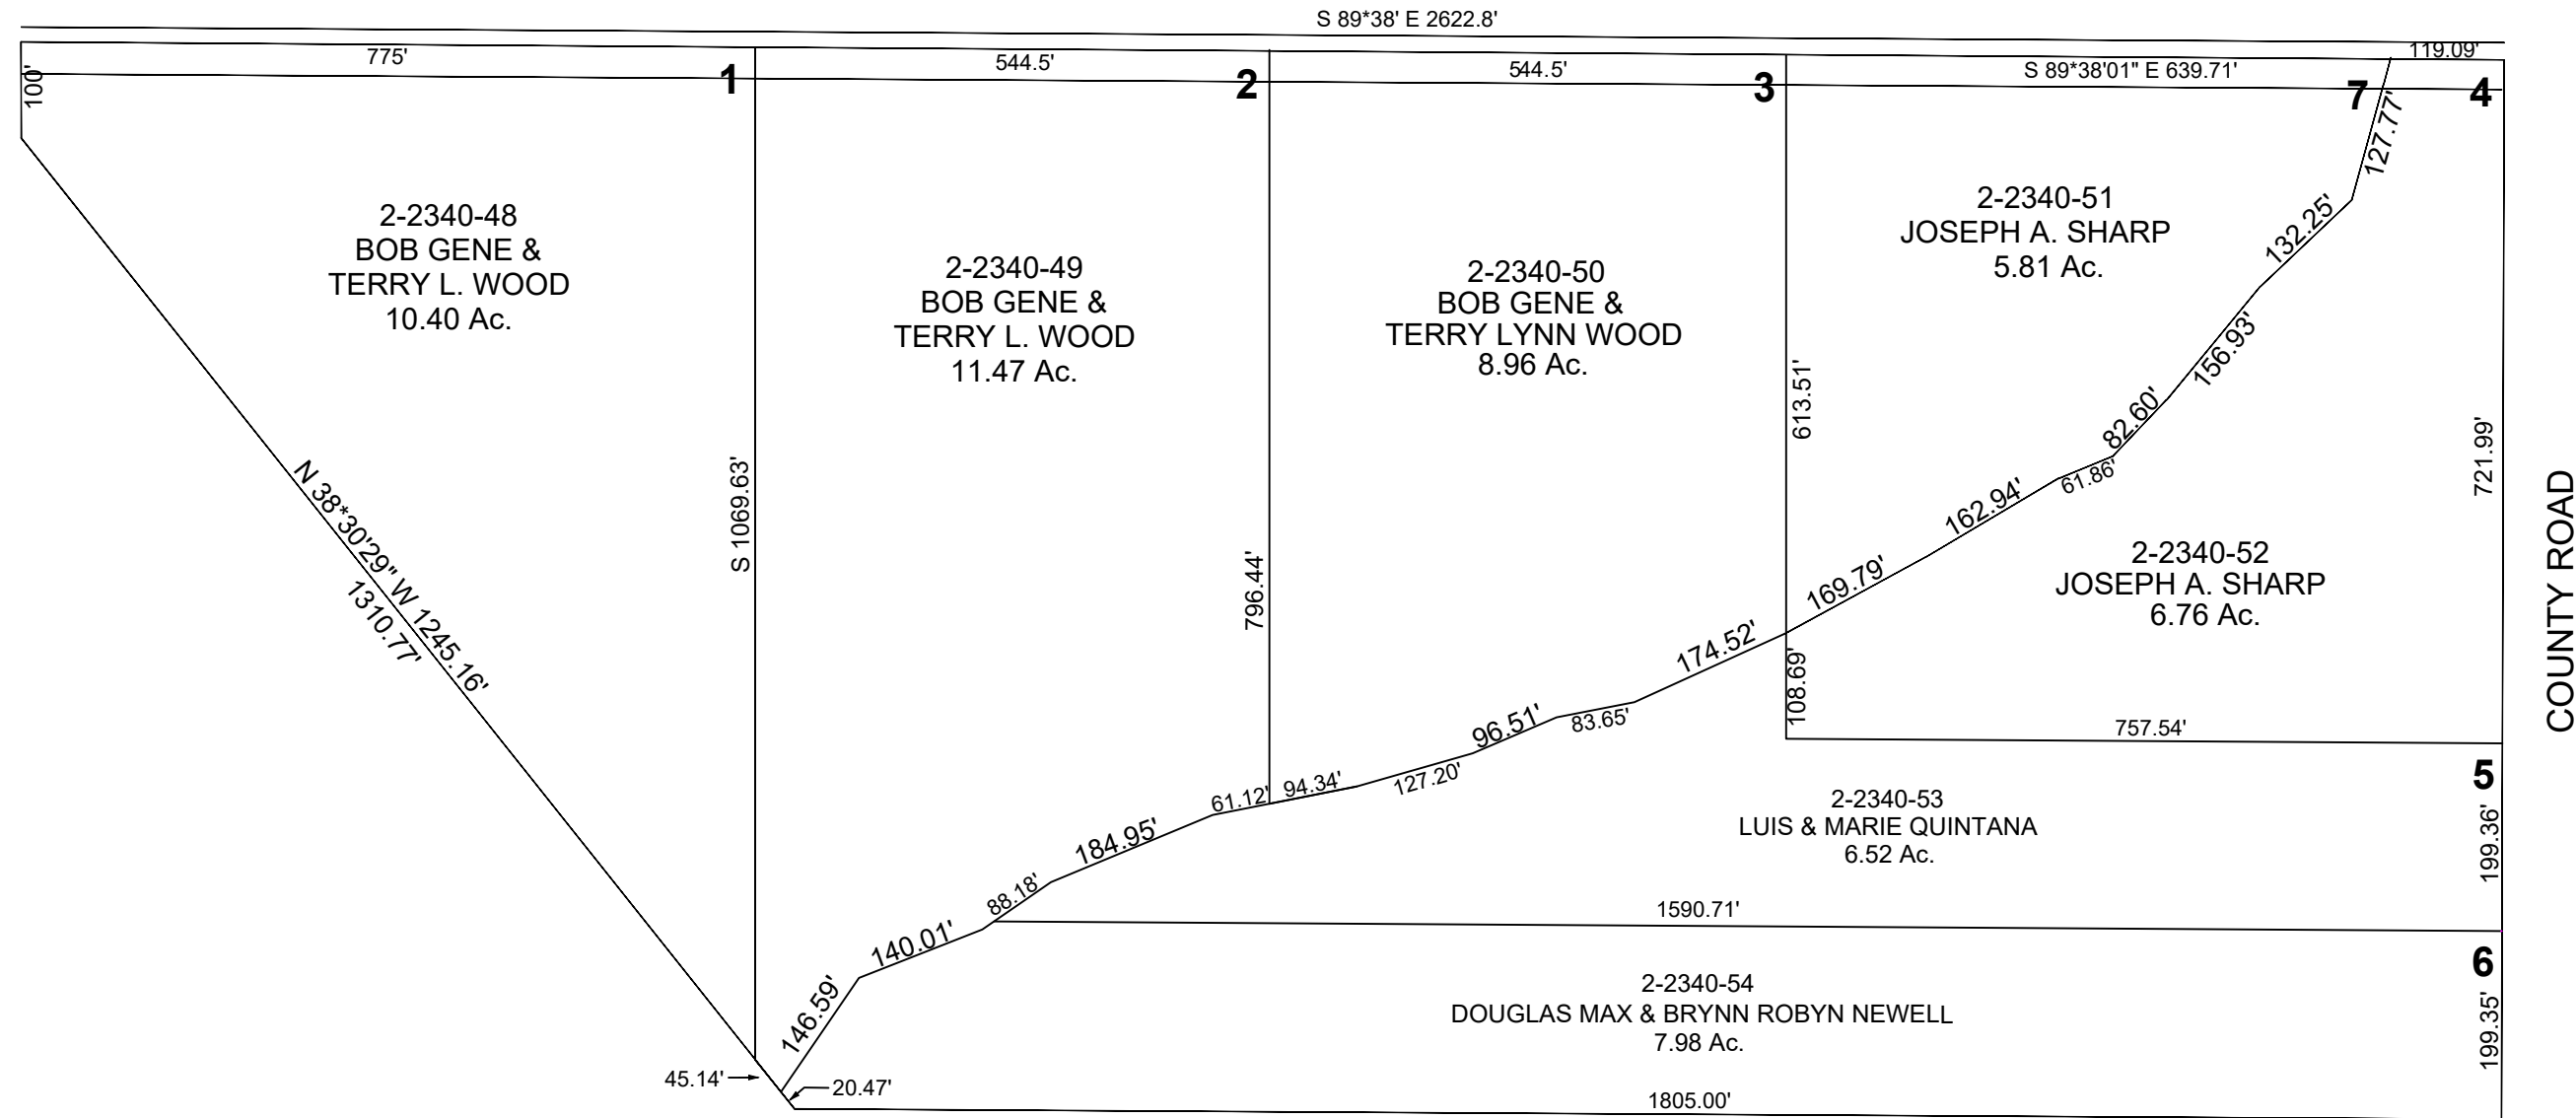 S 89*38' E 2622.8'
775'
544.5'
544.5'
S 89*38'01" E 639.71'
119.09'
100'
1
2
3
7
4
127.77'
2-2340-48
BOB GENE &
TERRY L. WOOD
10.40 Ac.
2-2340-49
BOB GENE &
TERRY L. WOOD
11.47 Ac.
2-2340-50
BOB GENE &
TERRY LYNN WOOD
8.96 Ac.
2-2340-51
JOSEPH A. SHARP
5.81 Ac.
132.25'
156.93'
82.60'
61.86'
162.94'
169.79'
613.51'
721.99'
COUNTY ROAD
N 38*30'29" W 1245.16'
1310.77'
S 1069.63'
796.44'
2-2340-52
JOSEPH A. SHARP
6.76 Ac.
174.52'
108.69'
757.54'
83.65'
96.51'
127.20'
94.34'
61.12'
184.95'
88.18'
140.01'
146.59'
5
2-2340-53
LUIS & MARIE QUINTANA
6.52 Ac.
199.36'
1590.71'
6
2-2340-54
DOUGLAS MAX & BRYNN ROBYN NEWELL
7.98 Ac.
199.35'
45.14'
20.47'
1805.00'